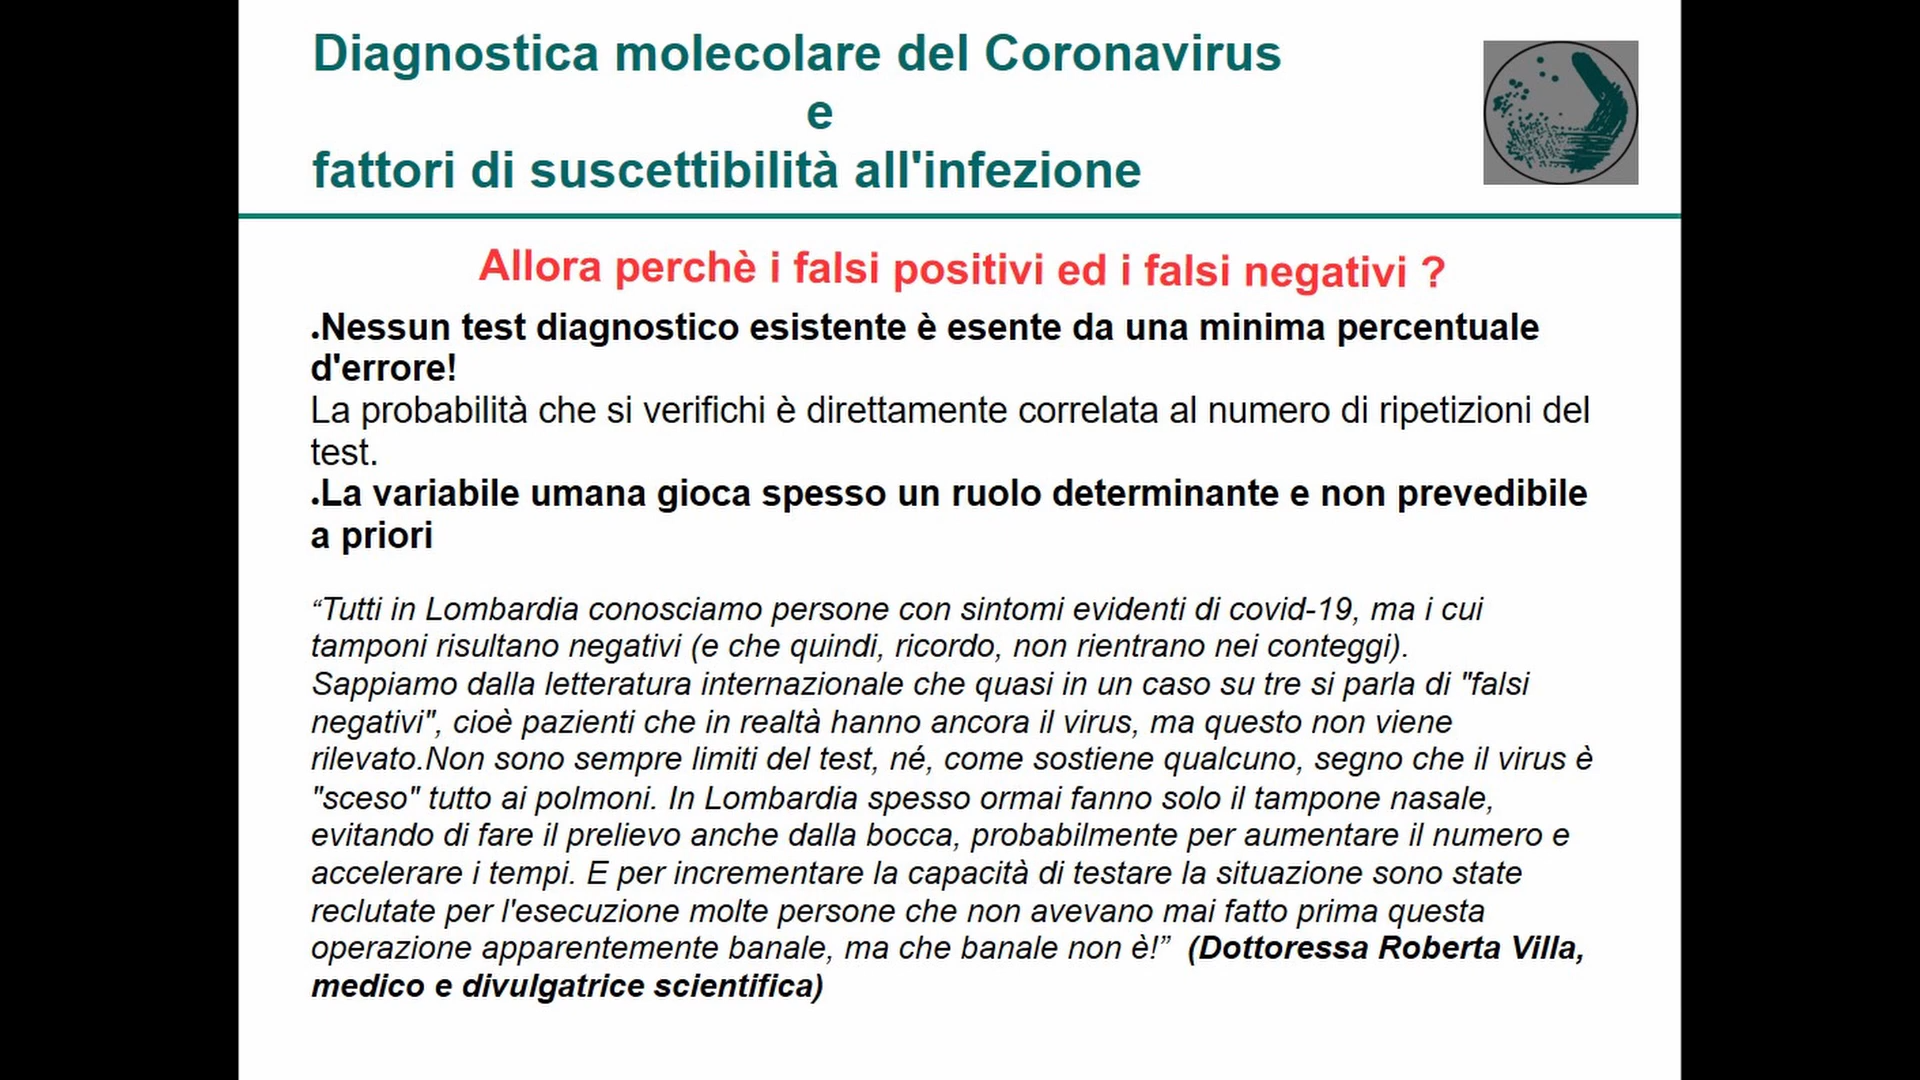 Diagnostica molecolare del Coronavirus
e
fattori di suscettibilità all'infezione
Allora perchè i falsi positivi ed i falsi negativi ?
•Nessun test diagnostico esistente è esente da una minima percentuale
d'errore!
La probabilità che si verifichi è direttamente correlata al numero di ripetizioni del
test.
•La variabile umana gioca spesso un ruolo determinante e non prevedibile
a priori
“Tutti in Lombardia conosciamo persone con sintomi evidenti di covid-19, ma i cui
tamponi risultano negativi (e che quindi, ricordo, non rientrano nei conteggi).
Sappiamo dalla letteratura internazionale che quasi in un caso su tre si parla di "falsi
negativi", cioè pazienti che in realtà hanno ancora il virus, ma questo non viene
rilevato.Non sono sempre limiti del test, né, come sostiene qualcuno, segno che il virus è
"sceso" tutto ai polmoni. In Lombardia spesso ormai fanno solo il tampone nasale,
evitando di fare il prelievo anche dalla bocca, probabilmente per aumentare il numero e
accelerare i tempi. E per incrementare la capacità di testare la situazione sono state
reclutate per l'esecuzione molte persone che non avevano mai fatto prima questa
operazione apparentemente banale, ma che banale non è!” (Dottoressa Roberta Villa,
medico e divulgatrice scientifica)